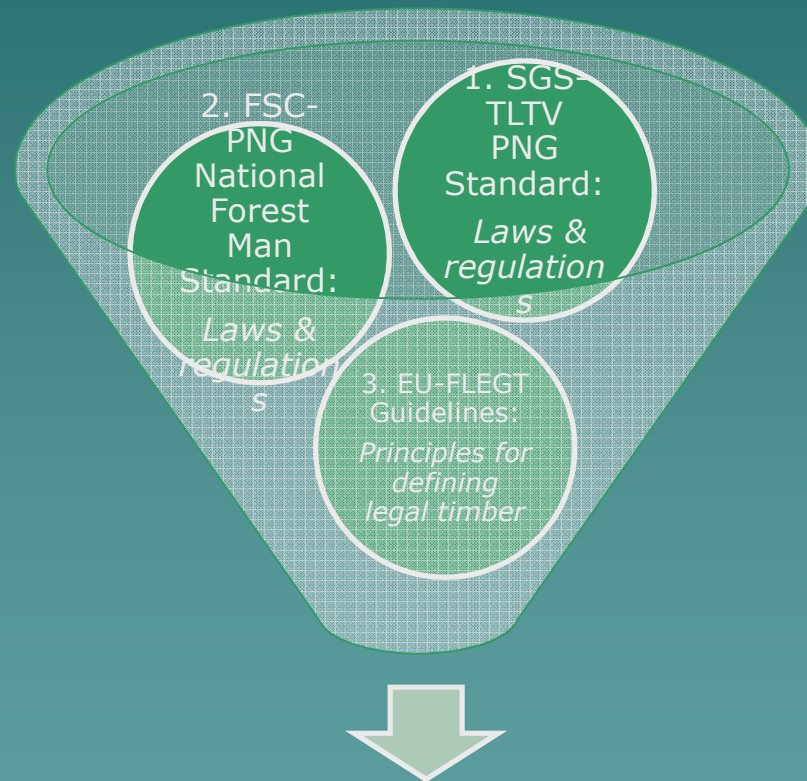 1. SGS-
TLTV
PNG
Standard:
Laws &
regulation
s
2. FSC-
PNG
National
Forest
Man
Standard:
Laws &
regulation
s
3. EU-FLEGT
Guidelines:
Principles for
defining
legal timber